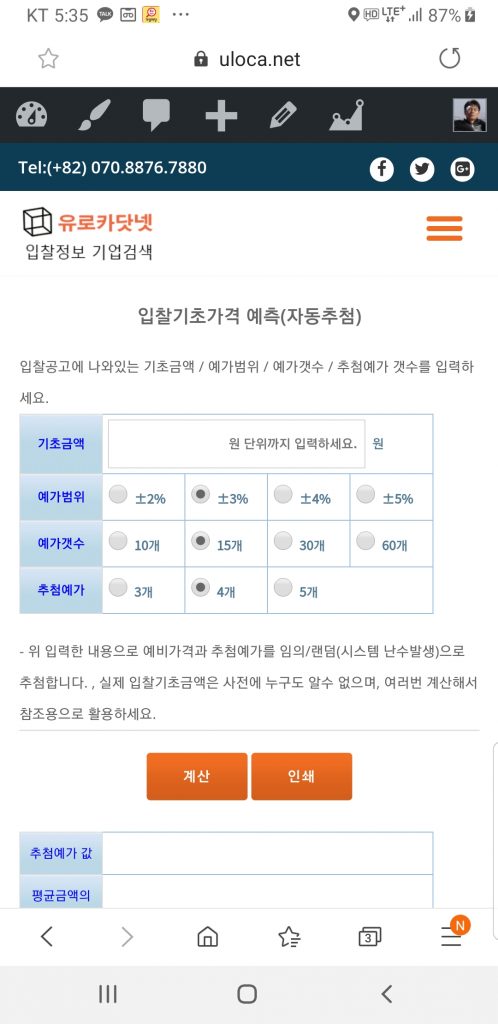 KT 5:35 TALK HD LTE+ 87%
uloca.net
Tel:(+82) 070.8876.7880
유로카닷넷
입찰정보 기업검색
입찰기초가격 예측(자동추첨)
입찰공고에 나와있는 기초금액 / 예가범위 / 예가갯수 / 추첨예가 갯수를 입력하
세요.
기초금액 원 단위까지 입력하세요. 원
예가범위 ±2% ±3% ±4% ±5%
예가갯수 10개 15개 30개 60개
추첨예가 3개 4개 5개
- 위 입력한 내용으로 예비가격과 추첨예가를 임의/랜덤(시스템 난수발생)으로
추첨합니다. , 실제 입찰기초금액은 사전에 누구도 알수 없으며, 여러번 계산해서
참조용으로 활용하세요.
계산 인쇄
추첨예가 값
평균금액의
3 N